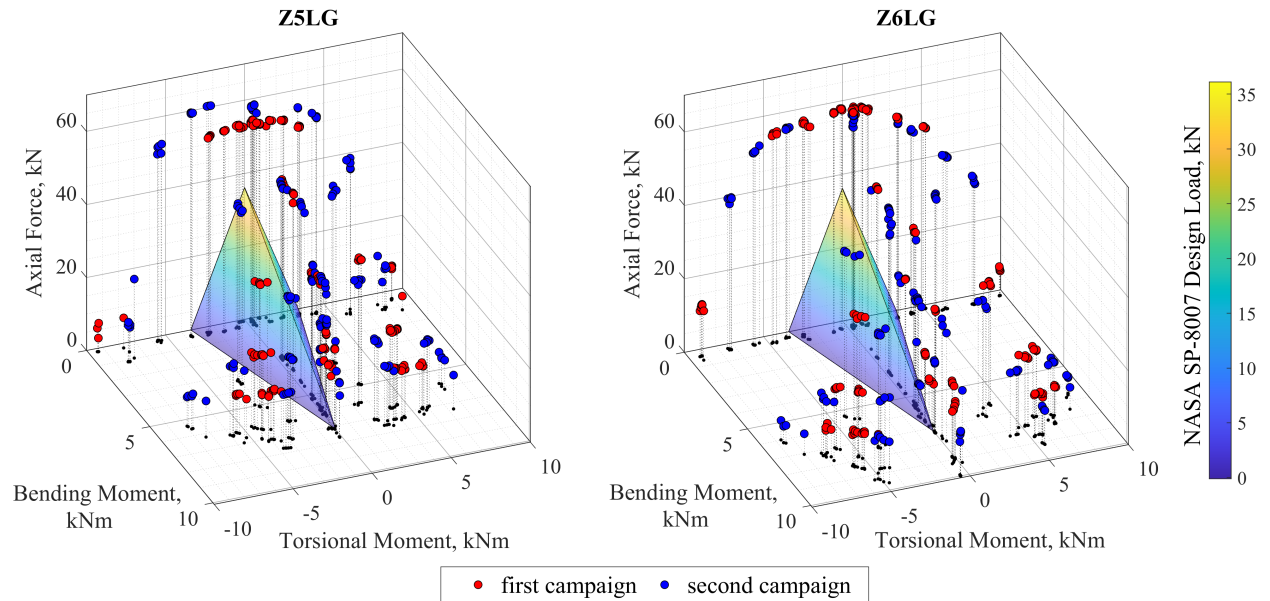 Z5LG
Axial Force, kN
60
40
20
0
0
5
10
Bending Moment,
kNm
-10
-5
0
5
10
Torsional Moment, kNm
Z6LG
Axial Force, kN
60
40
20
0
0
5
10
Bending Moment,
kNm
-10
-5
0
5
10
Torsional Moment, kNm
NASA SP-8007 Design Load, kN
35
30
25
20
15
10
5
0
first campaign
second campaign